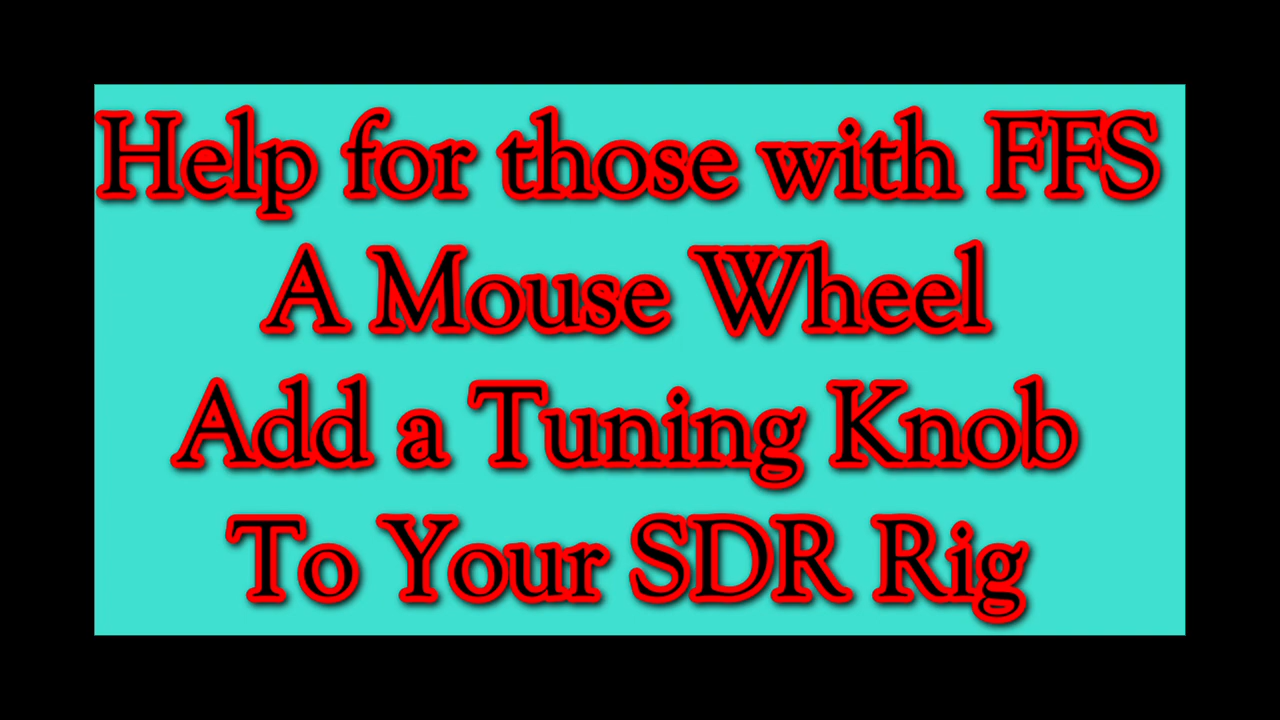 Help for those with FFS
A Mouse Wheel
Add a Tuning Knob
To Your SDR Rig